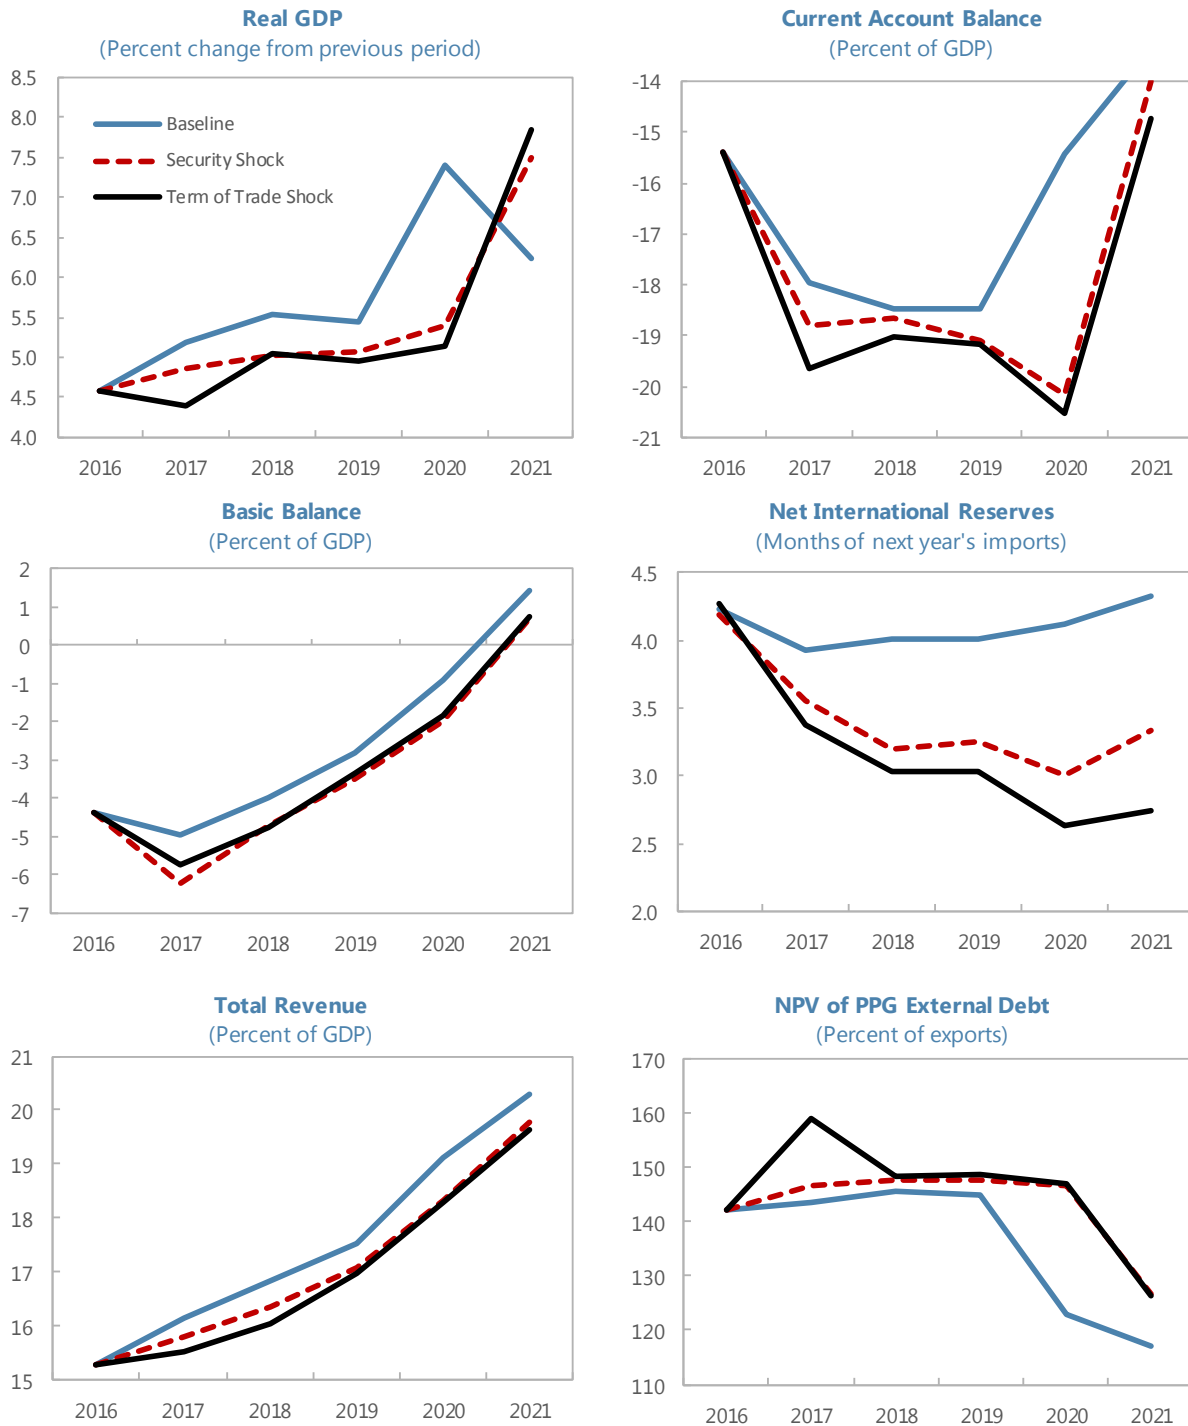 Real GDP
(Percent change from previous period)
8.5
8.0
7.5
7.0
6.5
6.0
5.5
5.0
4.5
4.0
Baseline
Security Shock
Term of Trade Shock
2016 2017 2018 2019 2020 2021
Current Account Balance
(Percent of GDP)
-14
-15
-16
-17
-18
-19
-20
-21
2016 2017 2018 2019 2020 2021
Basic Balance
(Percent of GDP)
2
1
0
-1
-2
-3
-4
-5
-6
-7
2016 2017 2018 2019 2020 2021
Net International Reserves
(Months of next year's imports)
4.5
4.0
3.5
3.0
2.5
2.0
2016 2017 2018 2019 2020 2021
Total Revenue
(Percent of GDP)
21
20
19
18
17
16
15
2016 2017 2018 2019 2020 2021
NPV of PPG External Debt
(Percent of exports)
170
160
150
140
130
120
110
2016 2017 2018 2019 2020 2021